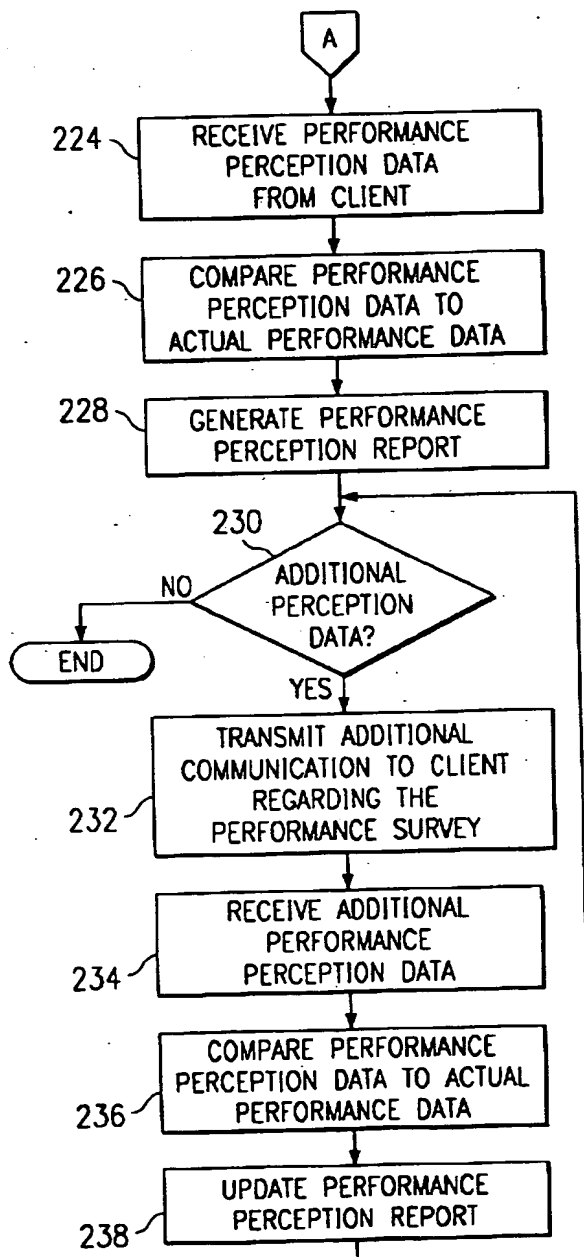 A
224
RECEIVE PERFORMANCE
PERCEPTION DATA
FROM CLIENT
226
COMPARE PERFORMANCE
PERCEPTION DATA TO
ACTUAL PERFORMANCE DATA
228
GENERATE PERFORMANCE
PERCEPTION REPORT
230
ADDITIONAL
PERCEPTION
DATA?
NO
END
YES
232
TRANSMIT ADDITIONAL
COMMUNICATION TO CLIENT
REGARDING THE
PERFORMANCE SURVEY
234
RECEIVE ADDITIONAL
PERFORMANCE
PERCEPTION DATA
236
COMPARE PERFORMANCE
PERCEPTION DATA TO ACTUAL
PERFORMANCE DATA
238
UPDATE PERFORMANCE
PERCEPTION REPORT